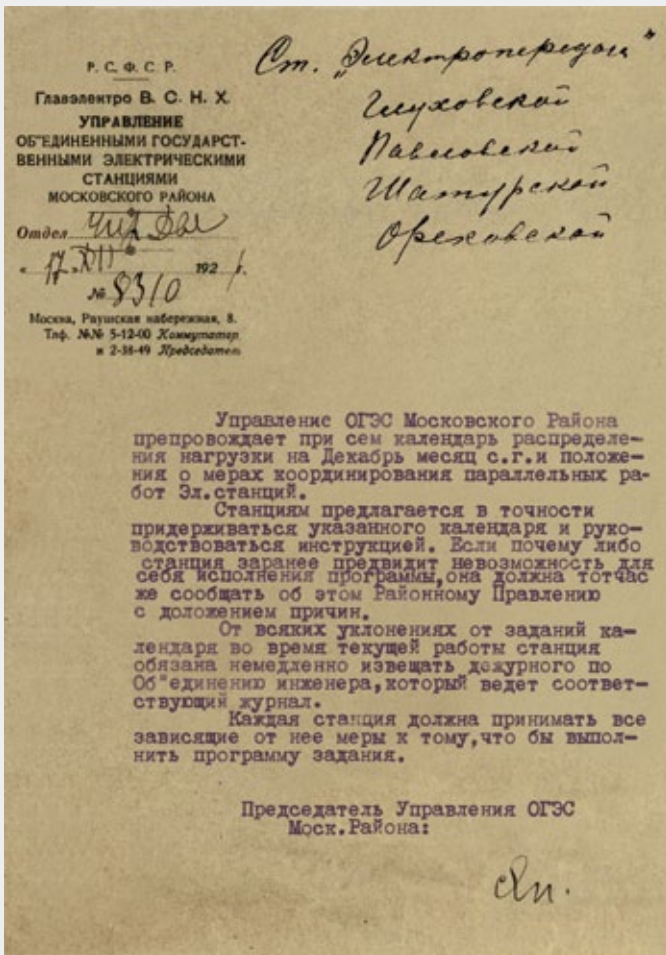 Р. С. Ф. С. Р.
Главэлектро В. С. Н. Х.
УПРАВЛЕНИЕ
ОБ"ЕДИНЕННЫМИ ГОСУДАРСТ-
ВЕННЫМИ ЭЛЕКТРИЧЕСКИМИ
СТАНЦИЯМИ
МОСКОВСКОГО РАЙОНА
Отдел
"17" XII 1921 г.
№ 8310
Москва, Раушская набережная, 8.
Тлф. №№ 5-12-00 Коммутатор
и 2-38-49 Председатель
Ст. "Электропередач"
Глуховской
Павловской
Шатурской
Ореховской
Управление ОГЭС Московского Района
препровождает при сем календарь распределе-
ния нагрузки на Декабрь месяц с.г.и положе-
ния о мерах координирования параллельных ра-
бот Эл.станций.
Станциям предлагается в точности
придерживаться указанного календаря и руко-
водствоваться инструкцией. Если почему либо
станция заранее предвидит невозможность для
себя исполнения программы,она должна тотчас
же сообщать об этом Районному Правлению
с доложением причин.
От всяких уклонениях от заданий ка-
лендаря во время текущей работы станция
обязана немедленно извещать дежурного по
Об"единению инженера,который ведет соответ-
ствующий журнал.
Каждая станция должна принимать все
зависящие от нее меры к тому,что бы выпол-
нить программу задания.
Председатель Управления ОГЭС
Моск.Района: